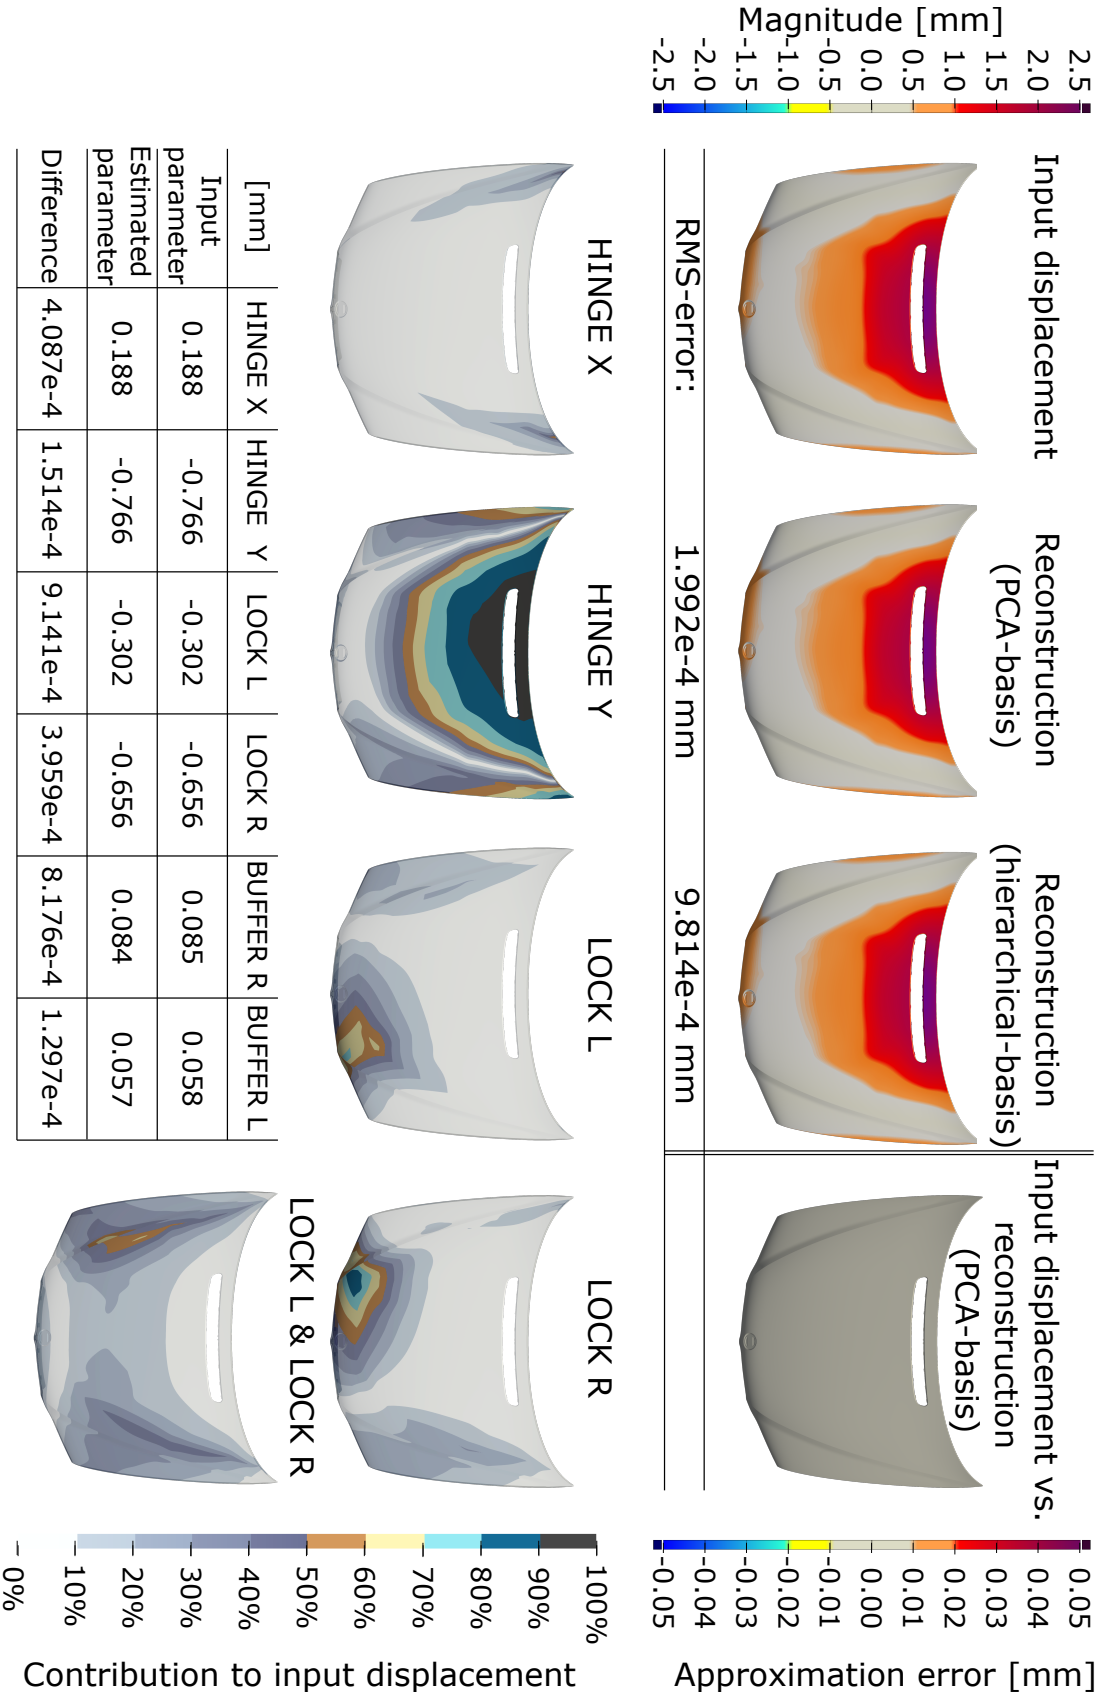 Input displacement
Reconstruction
(PCA-basis)
Reconstruction
(hierarchical-basis)
Input displacement vs.
reconstruction
(PCA-basis)
Magnitude [mm]
2.5
2.0
1.5
1.0
0.5
0.0
-0.5
-1.0
-1.5
-2.0
-2.5
0.05
0.04
0.03
0.02
0.01
0.00
-0.01
-0.02
-0.03
-0.04
-0.05
Approximation error [mm]
RMS-error: 1.992e-4 mm 9.814e-4 mm
HINGE X
HINGE Y
LOCK L
LOCK R
LOCK L & LOCK R
100%
90%
80%
70%
60%
50%
40%
30%
20%
10%
0%
Contribution to input displacement
[mm] HINGE X HINGE Y LOCK L LOCK R BUFFER R BUFFER L
Input parameter 0.188 -0.766 -0.302 -0.656 0.085 0.058
Estimated parameter 0.188 -0.766 -0.302 -0.656 0.084 0.057
Difference 4.087e-4 1.514e-4 9.141e-4 3.959e-4 8.176e-4 1.297e-4